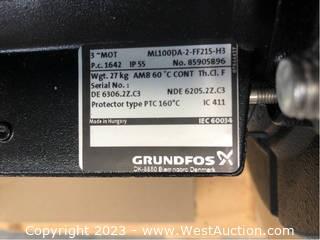 3 ~MOT ML100DA-2-FF215-H3
P.c. 1642 IP 55 No. 85905896
Wgt. 27 kg AMB 60 °C CONT Th.Cl. F
Serial No. :
DE 6306.2Z.C3 NDE 6205.2Z.C3
Protector type PTC 160°C IC 411
Made in Hungary IEC 60034
GRUNDFOS
DK-8850 Bjerringbro Denmark
Copyright © 2023 - www.WestAuction.com